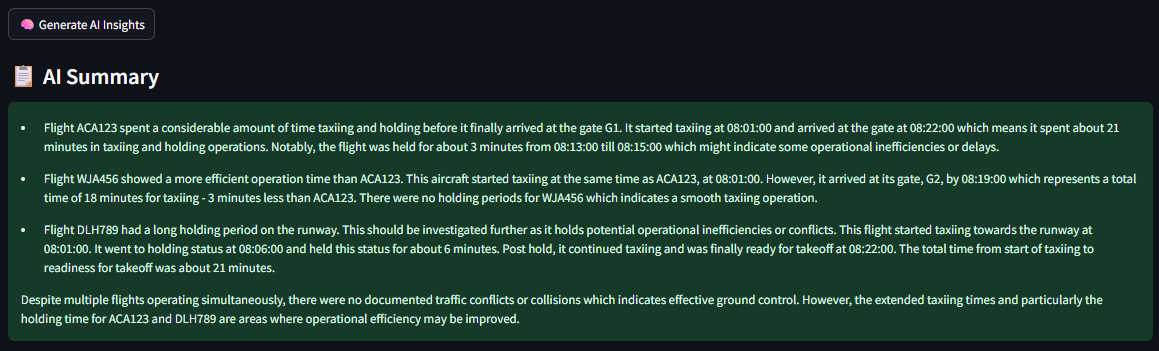 🧠 Generate AI Insights
📋 AI Summary
• Flight ACA123 spent a considerable amount of time taxiing and holding before it finally arrived at the gate G1. It started taxiing at 08:01:00 and arrived at the gate at 08:22:00 which means it spent about 21
minutes in taxiing and holding operations. Notably, the flight was held for about 3 minutes from 08:13:00 till 08:15:00 which might indicate some operational inefficiencies or delays.
• Flight WJA456 showed a more efficient operation time than ACA123. This aircraft started taxiing at the same time as ACA123, at 08:01:00. However, it arrived at its gate, G2, by 08:19:00 which represents a total
time of 18 minutes for taxiing - 3 minutes less than ACA123. There were no holding periods for WJA456 which indicates a smooth taxiing operation.
• Flight DLH789 had a long holding period on the runway. This should be investigated further as it holds potential operational inefficiencies or conflicts. This flight started taxiing towards the runway at
08:01:00. It went to holding status at 08:06:00 and held this status for about 6 minutes. Post hold, it continued taxiing and was finally ready for takeoff at 08:22:00. The total time from start of taxiing to
readiness for takeoff was about 21 minutes.
Despite multiple flights operating simultaneously, there were no documented traffic conflicts or collisions which indicates effective ground control. However, the extended taxiing times and particularly the
holding time for ACA123 and DLH789 are areas where operational efficiency may be improved.